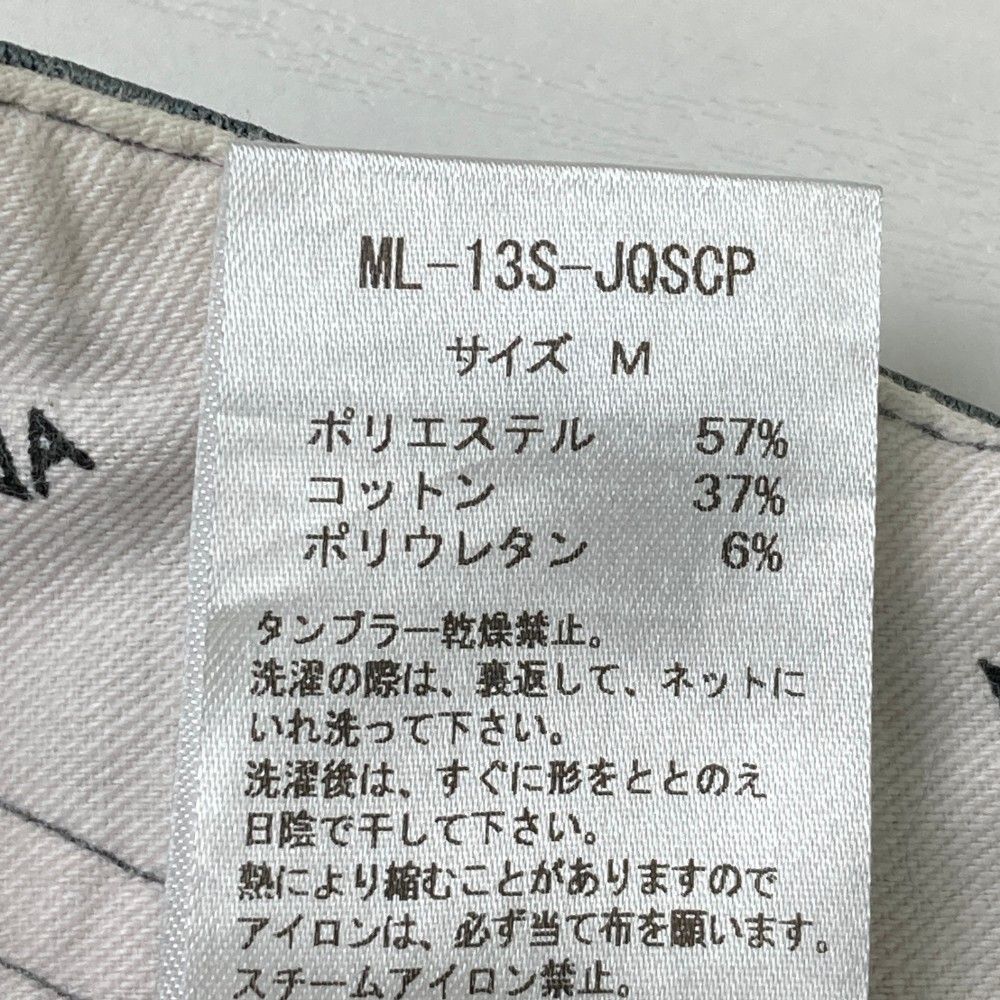 ML-13S-JQSCP
サイズ M
ポリエステル 57%
コットン 37%
ポリウレタン 6%
タンブラー乾燥禁止。
洗濯の際は、裏返して、ネットに
いれ洗って下さい。
洗濯後は、すぐに形をととのえ
日陰で干して下さい。
熱により縮むことがありますので
アイロンは、必ず当て布を願います。
スチームアイロン禁止。